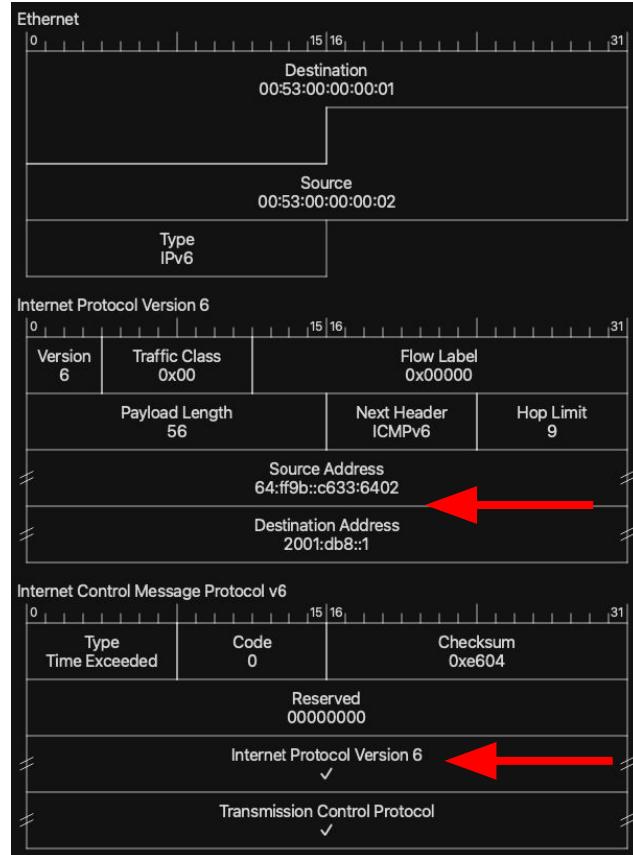 Ethernet
0 15 16 31
Destination
00:53:00:00:00:01
Source
00:53:00:00:00:02
Type
IPv6
Internet Protocol Version 6
0 15 16 31
Version Traffic Class Flow Label
6 0x00 0x00000
Payload Length Next Header Hop Limit
56 ICMPv6 9
Source Address
64:ff9b::c633:6402
Destination Address
2001:db8::1
Internet Control Message Protocol v6
0 15 16 31
Type Code Checksum
Time Exceeded 0 0xe604
Reserved
00000000
Internet Protocol Version 6
✓
Transmission Control Protocol
✓